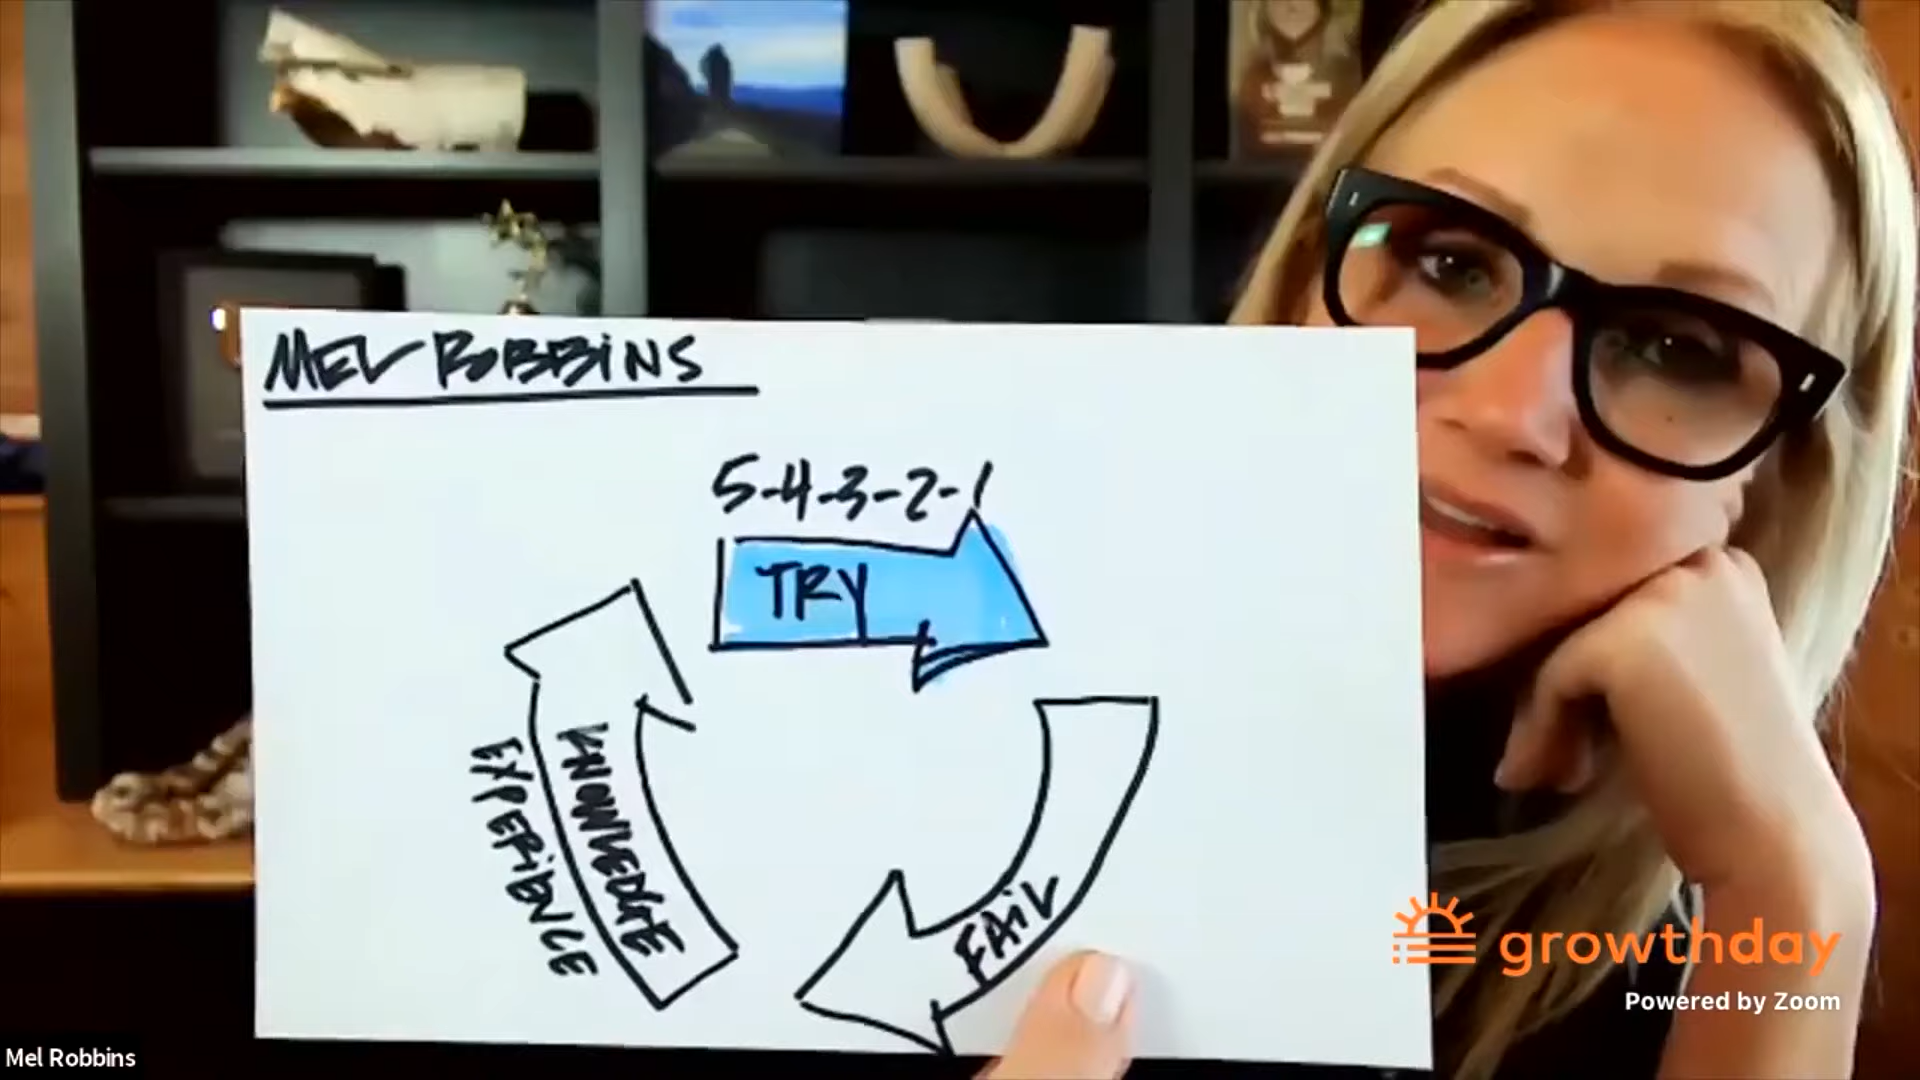 MEL ROBBINS
5-4-3-2-1
TRY
FAIL
KNOWLEDGE
EXPERIENCE
growthday
Powered by Zoom
Mel Robbins